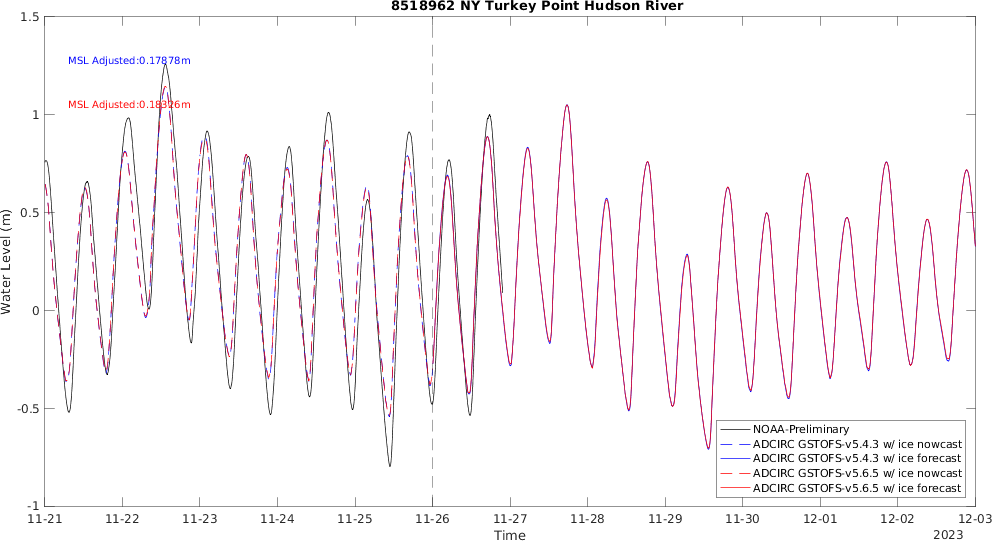 8518962 NY Turkey Point Hudson River
1.5
1
0.5
0
-0.5
-1
Water Level (m)
MSL Adjusted:0.17878m
MSL Adjusted:0.18326m
NOAA-Preliminary
ADCIRC GSTOFS-v5.4.3 w/ ice nowcast
ADCIRC GSTOFS-v5.4.3 w/ ice forecast
ADCIRC GSTOFS-v5.6.5 w/ ice nowcast
ADCIRC GSTOFS-v5.6.5 w/ ice forecast
11-21 11-22 11-23 11-24 11-25 11-26 11-27 11-28 11-29 11-30 12-01 12-02 12-03
Time
2023